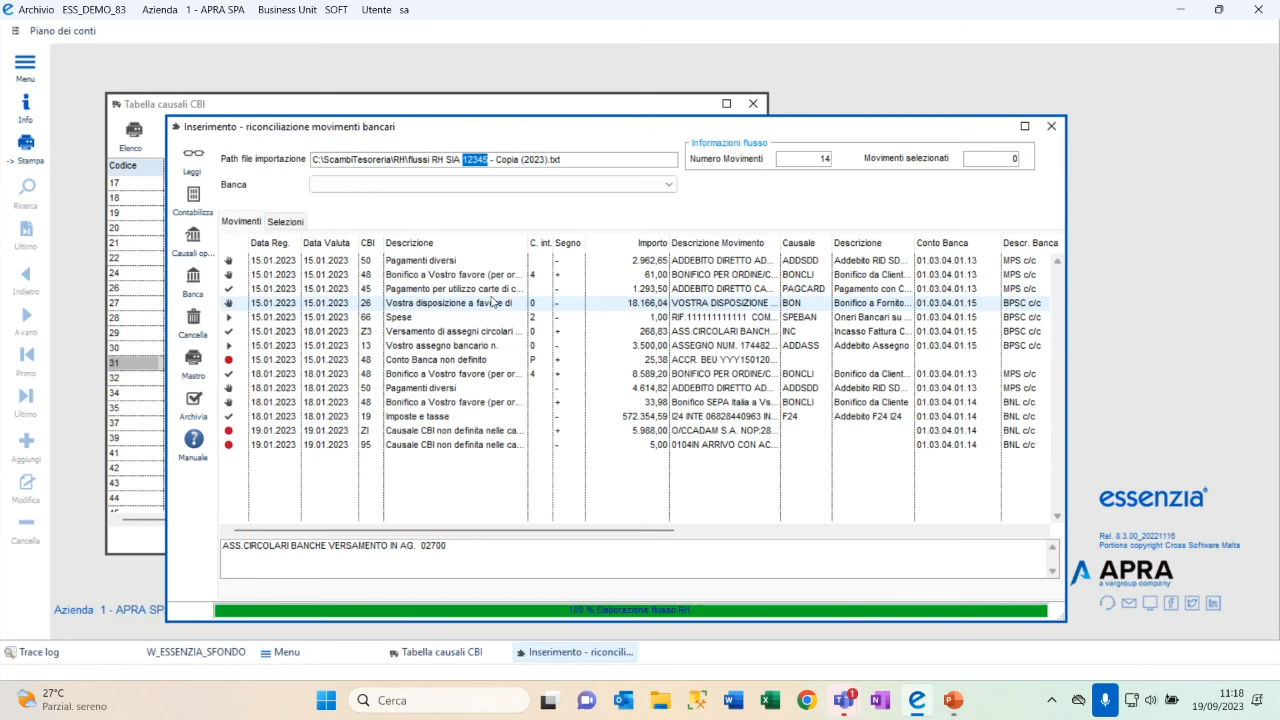 Archivio ESS_DEMO_83 Azienda 1 - APRA SPA Business Unit SOFT Utente sa
Piano dei conti
Menu
Info
-> Stampa
Ricerca
Ultimo
Indietro
Avanti
Primo
Ultimo
Aggiungi
Modifica
Cancella
Tabella causali CBI
Elenco
Codice
17
18
19
20
21
22
24
26
27
28
29
30
31
32
34
35
37
39
41
42
43
44
Inserimento - riconciliazione movimenti bancari
Leggi
Contabilizza
Causali op...
Banca
Cancella
Mastro
Archivia
Manuale
Path file importazione C:\ScambiTesoreria\RH\flussi RH SIA 12345 - Copia (2023).txt
Banca
Informazioni flusso
Numero Movimenti 14 Movimenti selezionati 0
Movimenti Selezioni
Data Reg. Data Valuta CBI Descrizione C. int. Segno Importo Descrizione Movimento Causale Descrizione Conto Banca Descr. Banca
15.01.2023 15.01.2023 50 Pagamenti diversi - 2.962,65 ADDEBITO DIRETTO AD... ADDSDD Addebito RID SD... 01.03.04.01.13 MPS c/c
15.01.2023 15.01.2023 48 Bonifico a Vostro favore (per or... 4 - 61,00 BONIFICO PER ORDINE/C... BONCLI Bonifico da Client... 01.03.04.01.13 MPS c/c
15.01.2023 15.01.2023 45 Pagamento per utilizzo carte di c... - 1.293,50 ADDEBITO DIRETTO CA... PAGCARD Pagamento con C... 01.03.04.01.13 MPS c/c
15.01.2023 15.01.2023 26 Vostra disposizione a favore di 0 - 18.166,04 VOSTRA DISPOSIZIONE ... BON Bonifico a Fornito... 01.03.04.01.15 BPSC c/c
15.01.2023 15.01.2023 66 Spese 2 - 1,00 RIF.111111111111 COM... SPEBAN Oneri Bancari su ... 01.03.04.01.15 BPSC c/c
15.01.2023 15.01.2023 Z3 Versamento di assegni circolari ... 0 + 268,83 ASS.CIRCOLARI BANCH... INC Incasso Fattura C... 01.03.04.01.15 BPSC c/c
15.01.2023 15.01.2023 13 Vostro assegno bancario n. 0 - 3.500,00 ASSEGNO NUM. 174482... ADDASS Addebito Assegno 01.03.04.01.15 BPSC c/c
15.01.2023 15.01.2023 48 Conto Banca non definito P + 25,38 ACCR. BEU YYY150120...
18.01.2023 18.01.2023 48 Bonifico a Vostro favore (per or... 4 + 8.589,20 BONIFICO PER ORDINE/C... BONCLI Bonifico da Client... 01.03.04.01.13 MPS c/c
18.01.2023 18.01.2023 50 Pagamenti diversi - 4.614,82 ADDEBITO DIRETTO AD... ADDSDD Addebito RID SD... 01.03.04.01.13 MPS c/c
18.01.2023 18.01.2023 48 Bonifico a Vostro favore (per or... + 33,98 Bonifico SEPA Italia a Vs... BONCLI Bonifico da Cliente 01.03.04.01.14 BNL c/c
18.01.2023 18.01.2023 19 Imposte e tasse - 572.354,59 I24 INTE 06828440963 IN... F24 Addebito F24 I24 01.03.04.01.14 BNL c/c
19.01.2023 19.01.2023 ZI Causale CBI non definita nelle ca... + 5.988,00 O/CCADAM S.A. NOP:28... 01.03.04.01.14 BNL c/c
19.01.2023 19.01.2023 95 Causale CBI non definita nelle ca... - 5,00 0104IN ARRIVO CON AC... 01.03.04.01.14 BNL c/c
ASS.CIRCOLARI BANCHE VERSAMENTO IN AG. 02700
100 % Elaborazione flusso RH
Azienda 1 - APRA SP
essenzia
Rel. 8.3.00_20221116
Portions copyright Cross Software Malta
APRA
a vargroup company
Trace log W_ESSENZIA_SFONDO Menu Tabella causali CBI Inserimento - riconcili...
27°C
Parzial. sereno
Cerca
1
11:18
19/09/2023